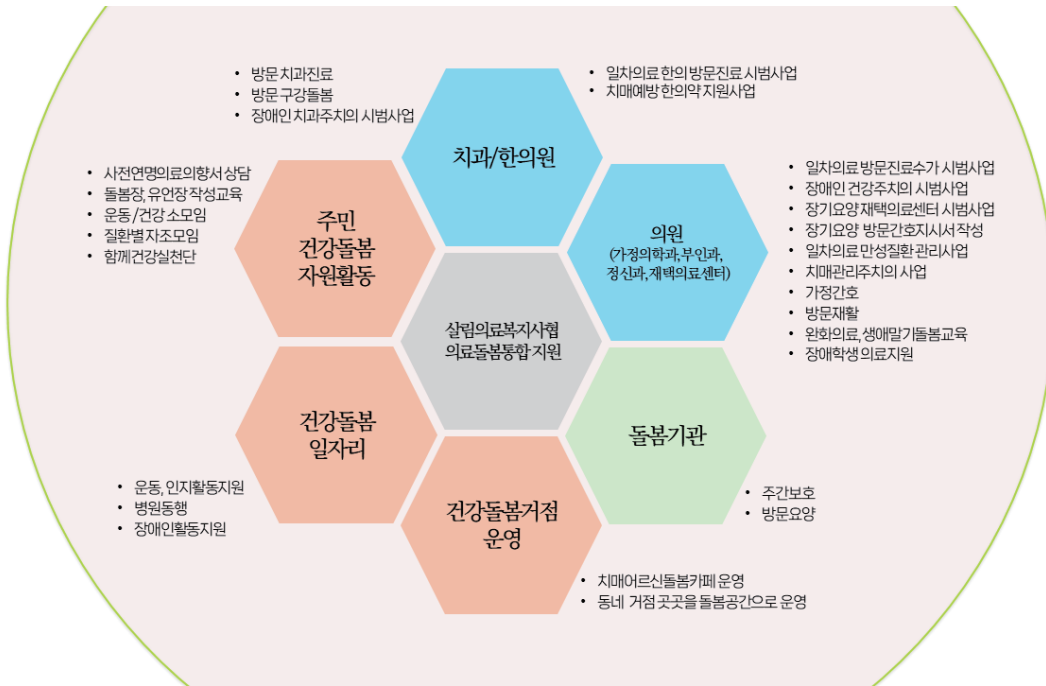 • 방문 치과진료
• 방문 구강돌봄
• 장애인 치과주치의 시범사업
치과/한의원
• 일차의료 한의 방문진료 시범사업
• 치매예방 한의약 지원사업
• 사전연명의료의향서 상담
• 돌봄장, 유언장 작성교육
• 운동 /건강 소모임
• 질환별 자조모임
• 함께건강실천단
주민
건강돌봄
자원활동
의원
(가정의학과,부인과,
정신과,재택의료센터)
• 일차의료 방문진료수가 시범사업
• 장애인 건강주치의 시범사업
• 장기요양 재택의료센터 시범사업
• 장기요양 방문간호지시서 작성
• 일차의료 만성질환 관리사업
• 치매관리주치의 사업
• 가정간호
• 방문재활
• 완화의료, 생애말기돌봄교육
• 장애학생 의료지원
살림의료복지사협
의료돌봄통합 지원
건강돌봄
일자리
• 운동, 인지활동지원
• 병원동행
• 장애인활동지원
돌봄기관
• 주간보호
• 방문요양
건강돌봄거점
운영
• 치매어르신돌봄카페 운영
• 동네 거점 곳곳을 돌봄공간으로 운영